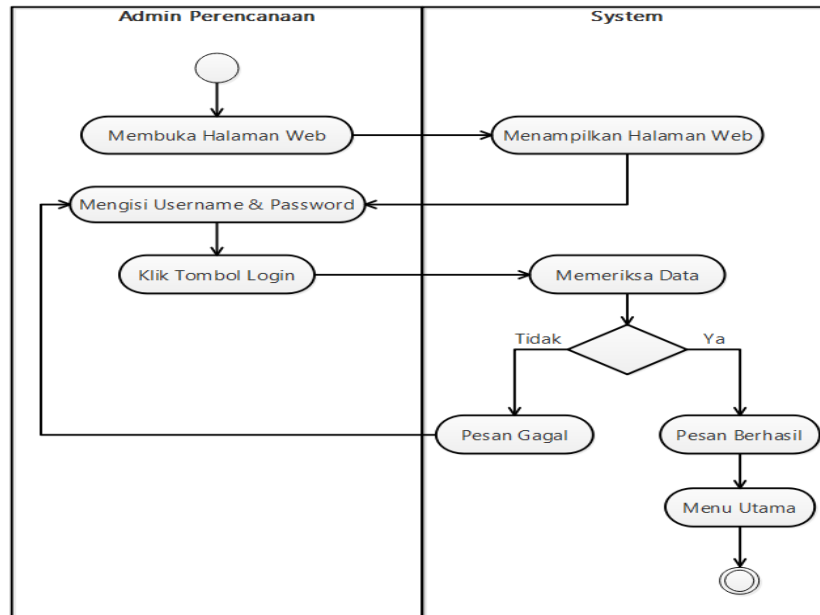 Admin Perencanaan
System
Membuka Halaman Web
Menampilkan Halaman Web
Mengisi Username & Password
Klik Tombol Login
Memeriksa Data
Tidak
Ya
Pesan Gagal
Pesan Berhasil
Menu Utama